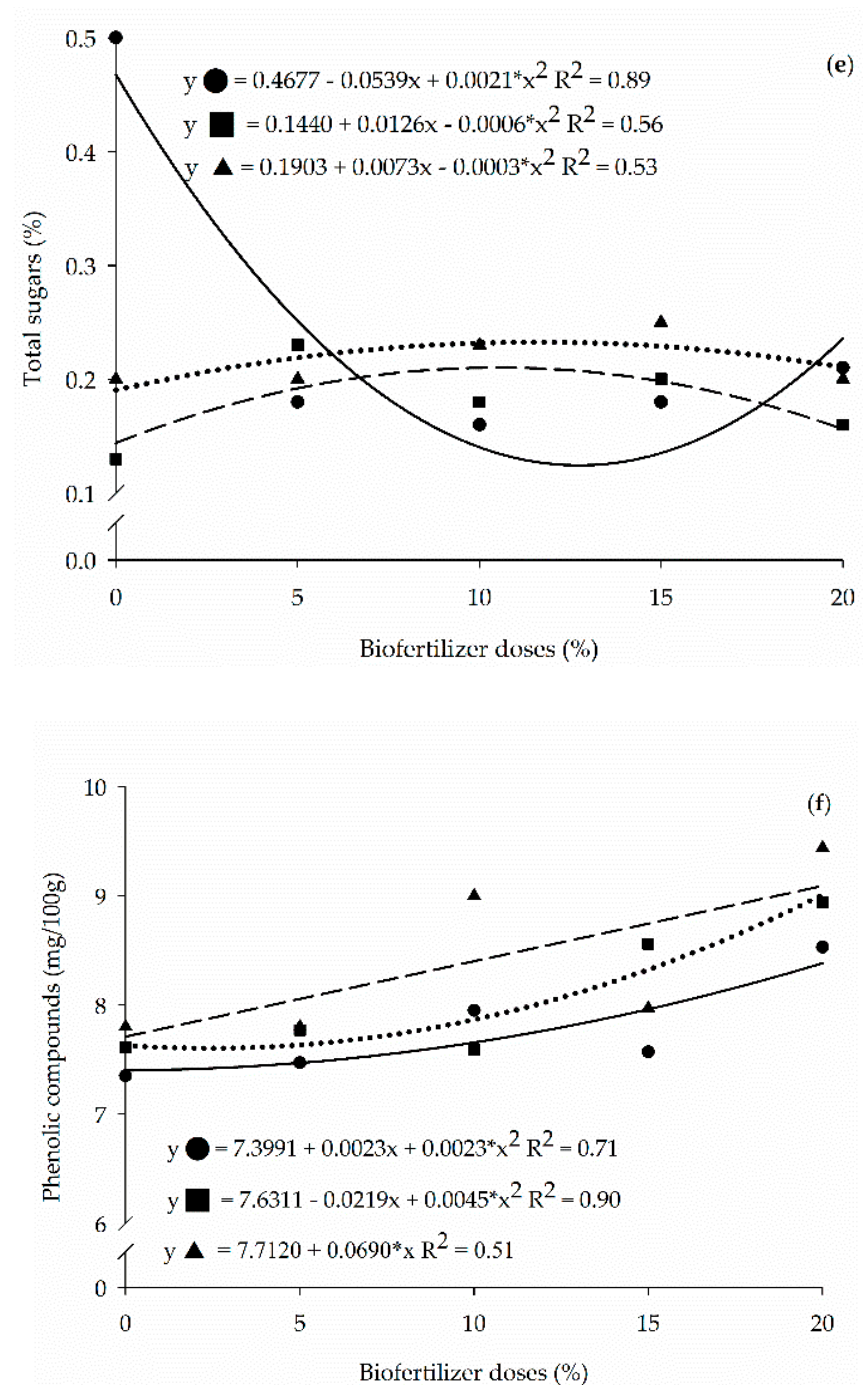 (e)
y ● = 0.4677 - 0.0539x + 0.0021*x² R² = 0.89
y ■ = 0.1440 + 0.0126x - 0.0006*x² R² = 0.56
y ▲ = 0.1903 + 0.0073x - 0.0003*x² R² = 0.53
Total sugars (%)
0.5
0.4
0.3
0.2
0.1
0.0
0 5 10 15 20
Biofertilizer doses (%)
(f)
Phenolic compounds (mg/100g)
10
9
8
7
6
0
y ● = 7.3991 + 0.0023x + 0.0023*x² R² = 0.71
y ■ = 7.6311 - 0.0219x + 0.0045*x² R² = 0.90
y ▲ = 7.7120 + 0.0690*x R² = 0.51
0 5 10 15 20
Biofertilizer doses (%)